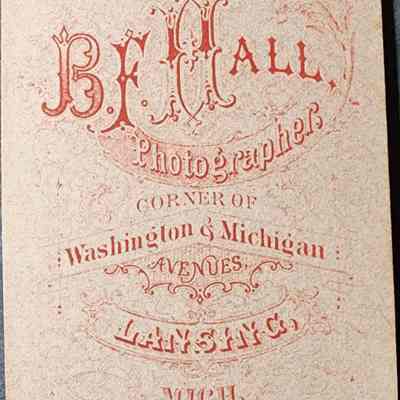 B.F. HALL,
Photographer,
CORNER OF
Washington & Michigan
AVENUES,
LANSING,
MICH.